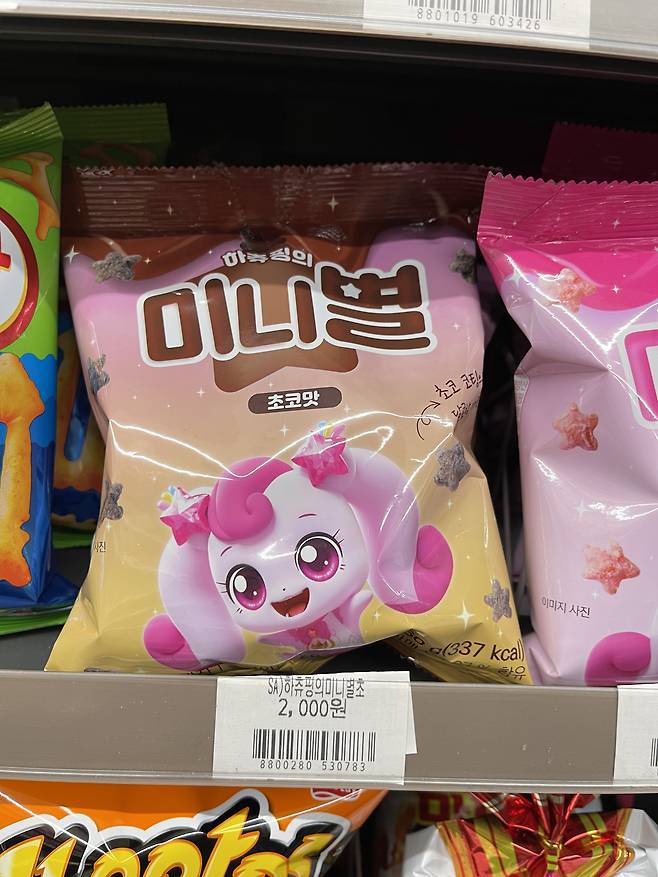 8801019 603426
하츄핑의
미니별
초코맛
초코 코팅
사진
(337 kcal)
이미지 사진
SA)하츄핑의미니별초
2,000원
8800280 530783